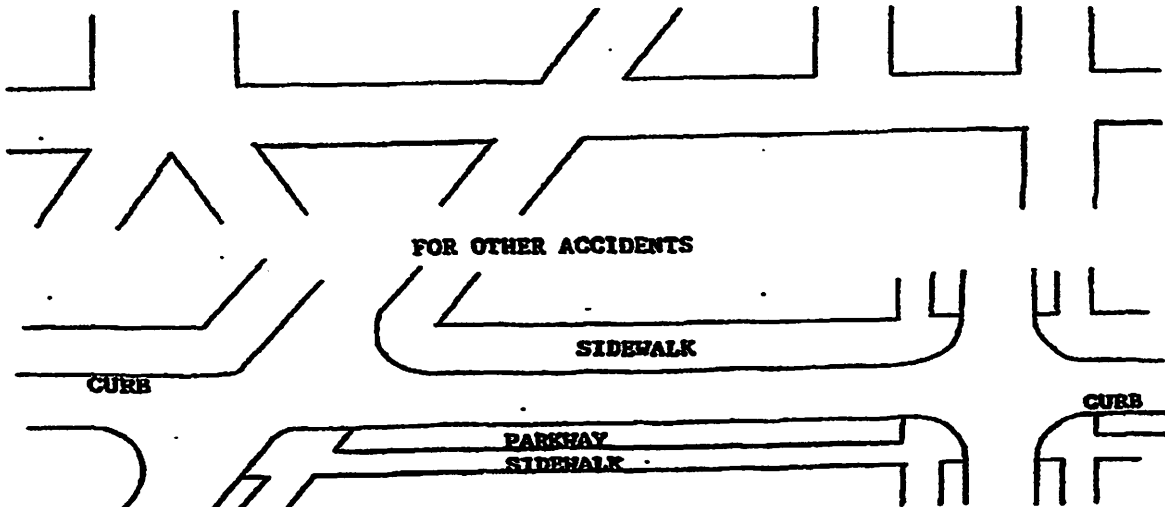 FOR OTHER ACCIDENTS
SIDEWALK
CURB
CURB
PARKWAY
SIDEWALK